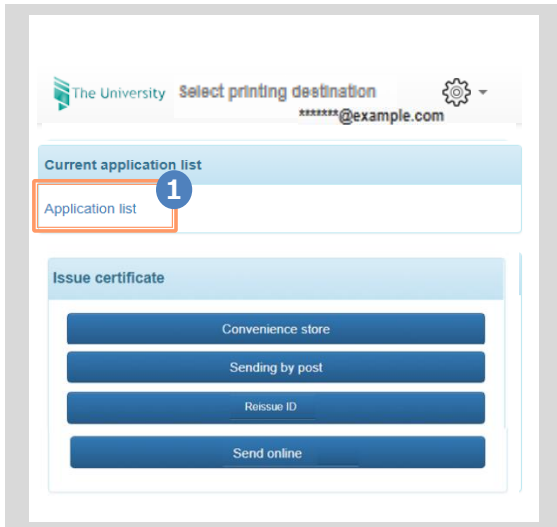 The University Select printing destination
*******@example.com
Current application list
1
Application list
Issue certificate
Convenience store
Sending by post
Reissue ID
Send online